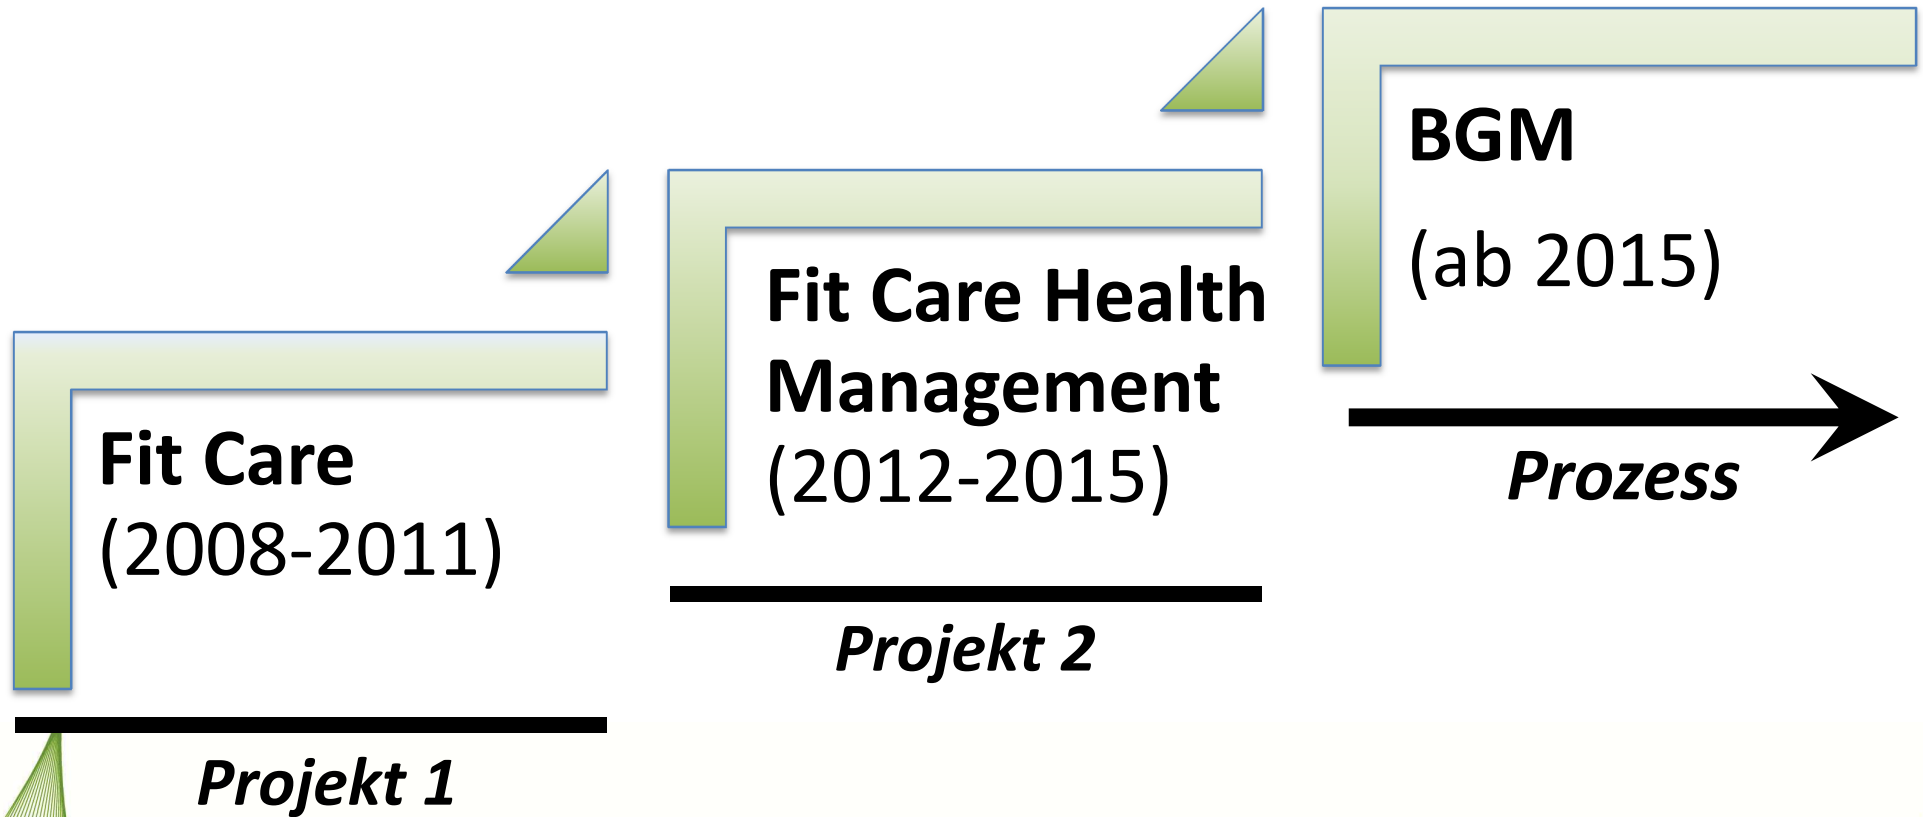 Fit Care
(2008-2011)
Projekt 1
Fit Care Health
Management
(2012-2015)
Projekt 2
BGM
(ab 2015)
Prozess